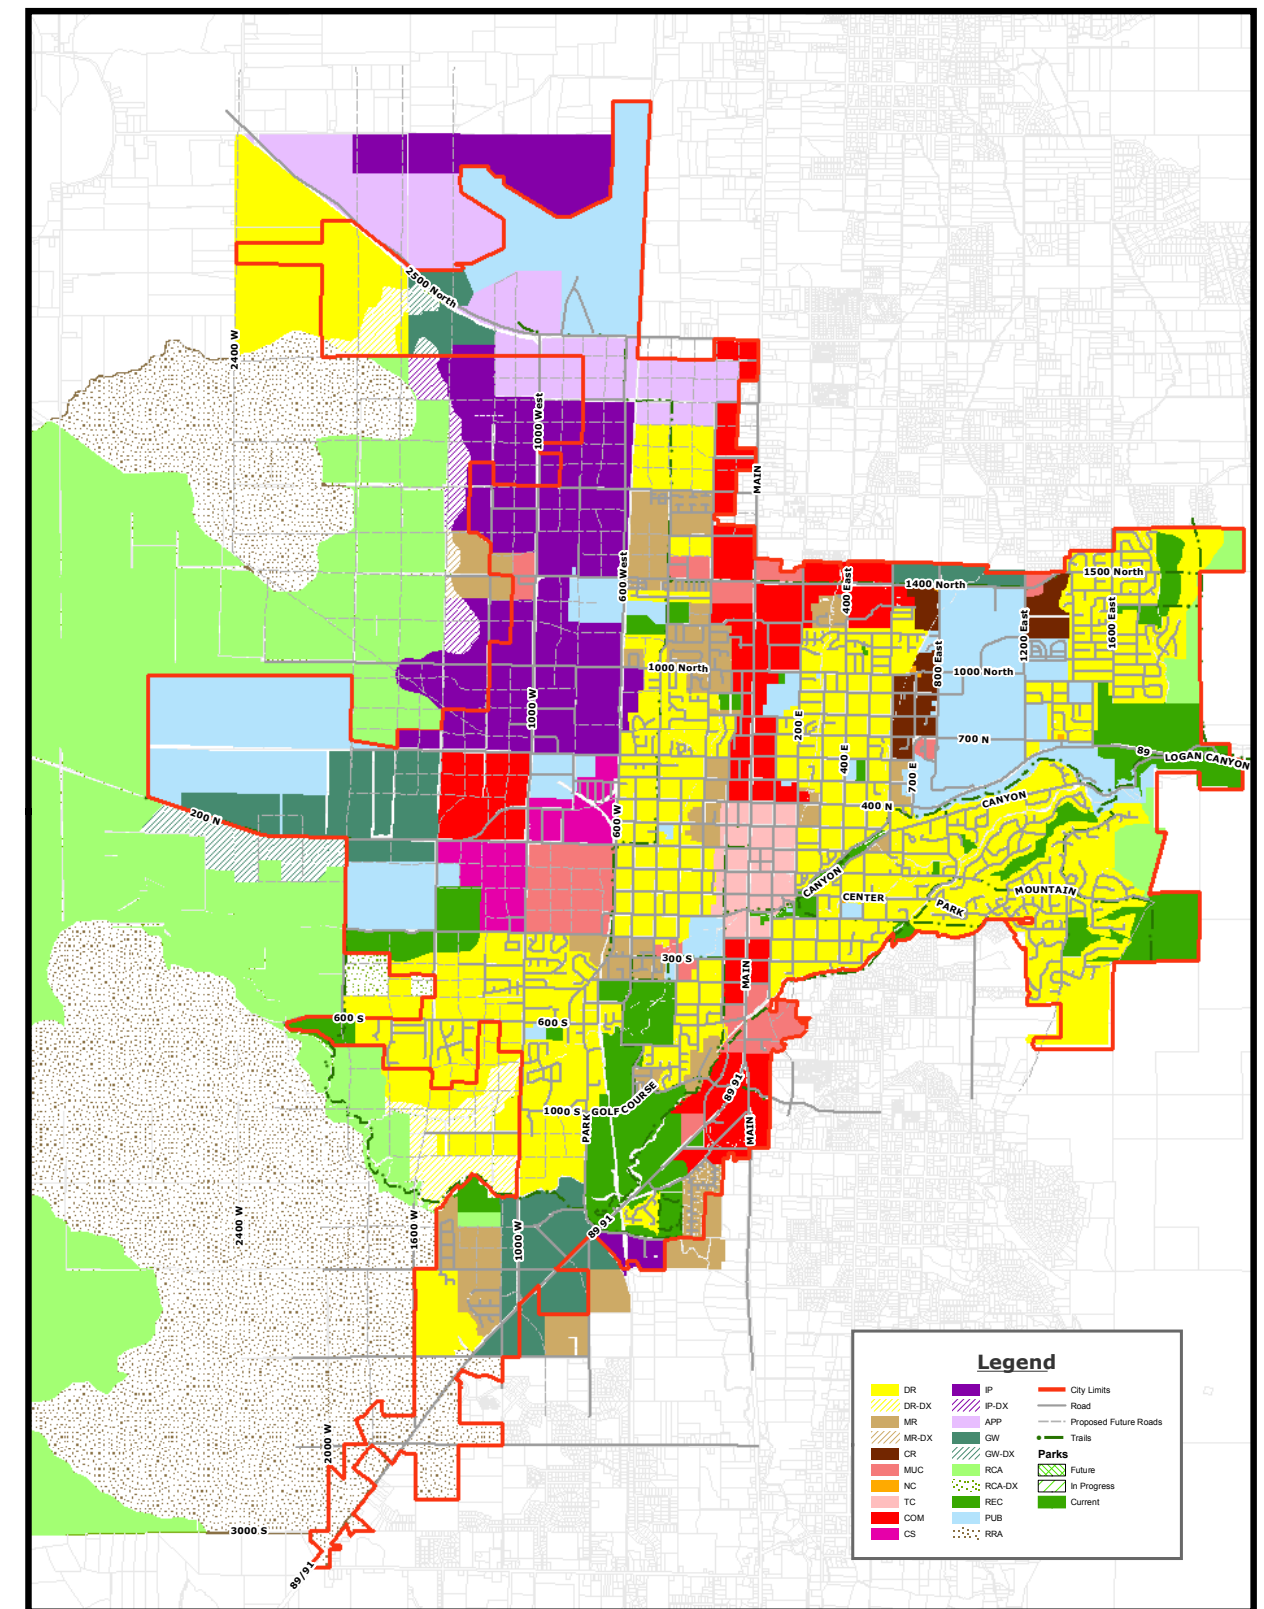 2500 North
2400 W
1000 West
MAIN
600 West
400 East
1400 North
1500 North
1200 East
1600 East
800 East
1000 North
1000 North
1000 W
200 E
700 N
89
LOGAN CANYON
400 E
700 E
CANYON
200 N
600 W
400 N
CANYON
CENTER
PARK
MOUNTAIN
300 S
MAIN
600 S
600 S
89 91
1000 S
GOLF COURSE
PARK
MAIN
2400 W
1600 W
1000 W
89 91
2000 W
3000 S
89/91
Legend
DR
DR-DX
MR
MR-DX
CR
MUC
NC
TC
COM
CS
IP
IP-DX
APP
GW
GW-DX
RCA
RCA-DX
REC
PUB
RRA
City Limits
Road
Proposed Future Roads
Trails
Parks
Future
In Progress
Current